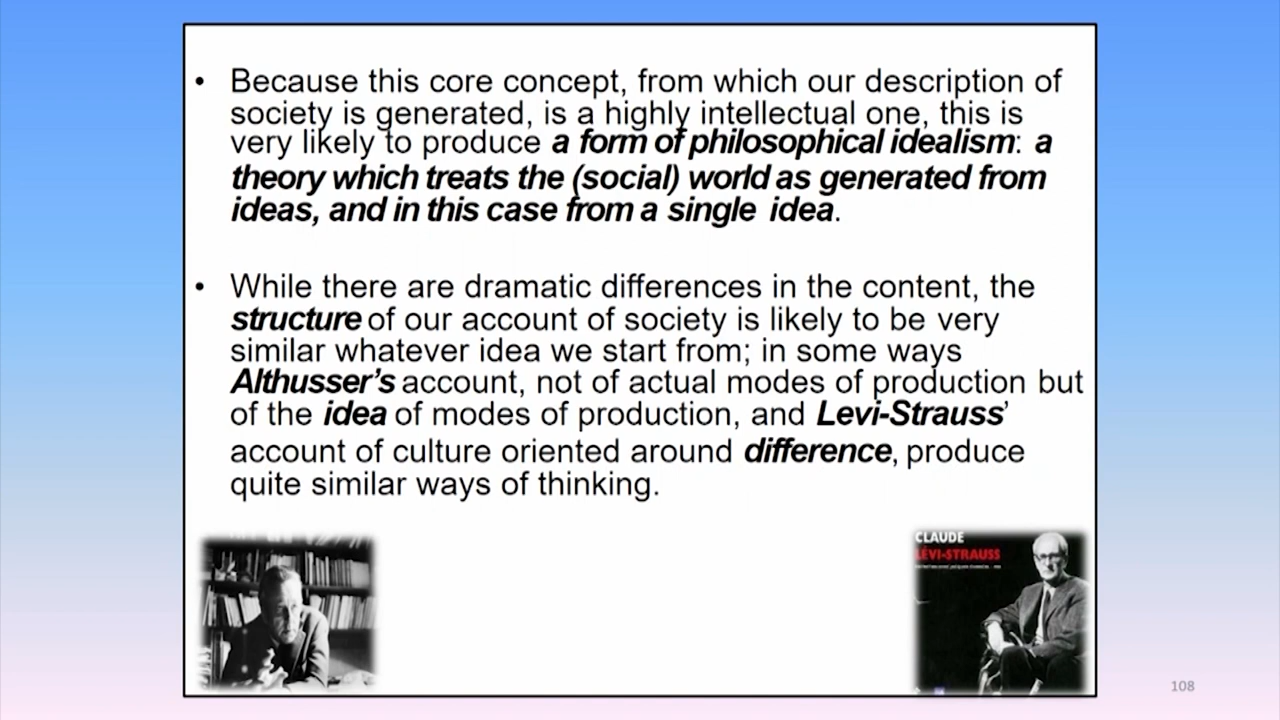 • Because this core concept, from which our description of
society is generated, is a highly intellectual one, this is
very likely to produce a form of philosophical idealism: a
theory which treats the (social) world as generated from
ideas, and in this case from a single idea.
• While there are dramatic differences in the content, the
structure of our account of society is likely to be very
similar whatever idea we start from; in some ways
Althusser's account, not of actual modes of production but
of the idea of modes of production, and Levi-Strauss'
account of culture oriented around difference, produce
quite similar ways of thinking.
CLAUDE
LÉVI-STRAUSS
108